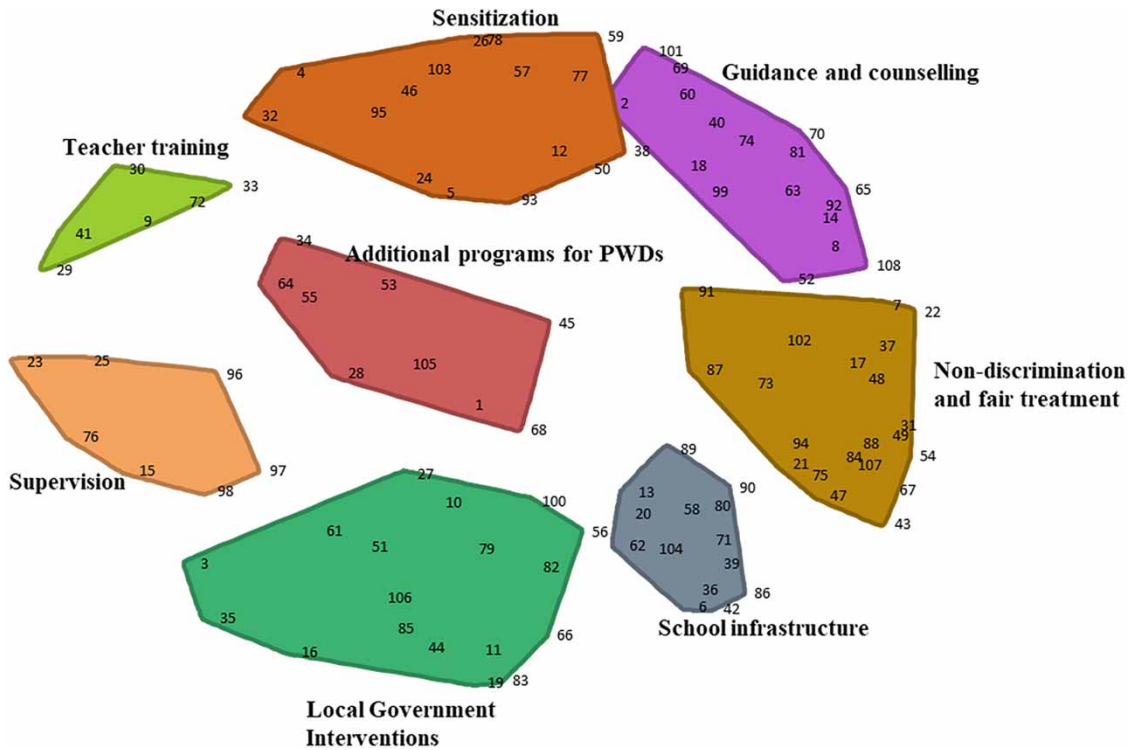 Sensitization
26 78 59
101
4 103 57 77 69
Guidance and counselling
46 60
32 95 2 40
74 70
Teacher training
12 38 81
30 50 18
24 99 63 65
33 5 93
72 92
9 14
41 8
34
Additional programs for PWDs
29 108
64 53 52
55 91 7
22
45
102 37
23 25 105 17
96 28 87 73 48
Non-discrimination
and fair treatment
1
31
76 68 94 88 49
89 84 54
15 97 21 107
Supervision
27 75
98 13 90 47 67
10 100 20 58 80
43
61 56
51 79 62 104 71
3 82 39
106 36 86
35 6 42
85 66
School infrastructure
16 44 11
19 83
Local Government
Interventions